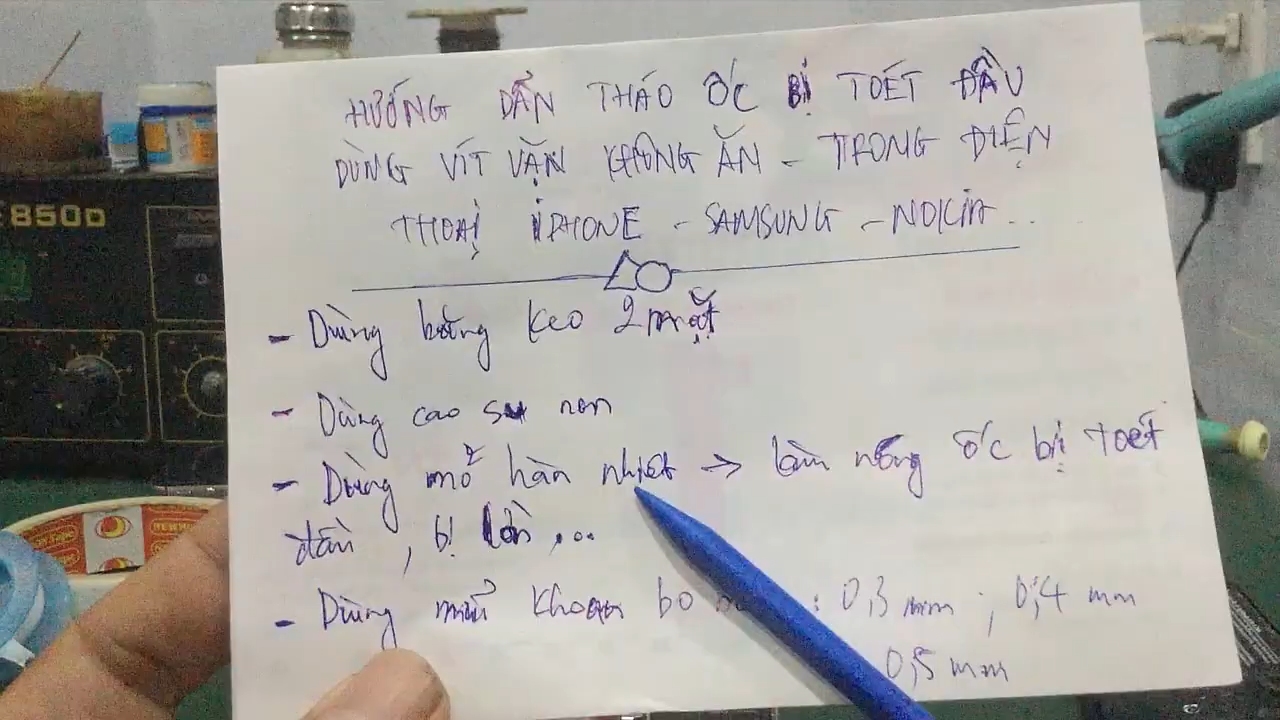 850D
HƯỚNG DẪN THÁO ỐC BỊ TOÉT ĐẦU
DÙNG VÍT VẶN KHÔNG ĂN - TRONG ĐIỆN
THOẠI iPHONE - SAMSUNG - NOKIA...
- Dùng băng keo 2 mặt
- Dùng cao su non
- Dùng mỏ hàn nhiệt → làm nóng ốc bị toét
đầu, bị lờn,...
- Dùng mũi khoan bo : 0,3 mm ; 0,4 mm
0,5 mm